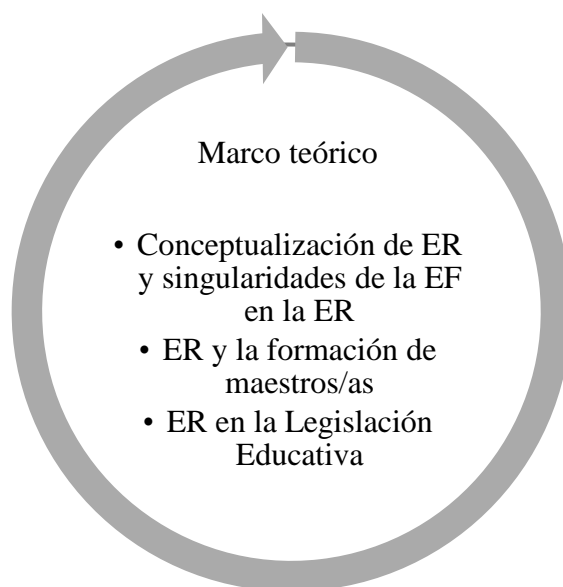 Marco teórico
• Conceptualización de ER
y singularidades de la EF
en la ER
• ER y la formación de
maestros/as
• ER en la Legislación
Educativa